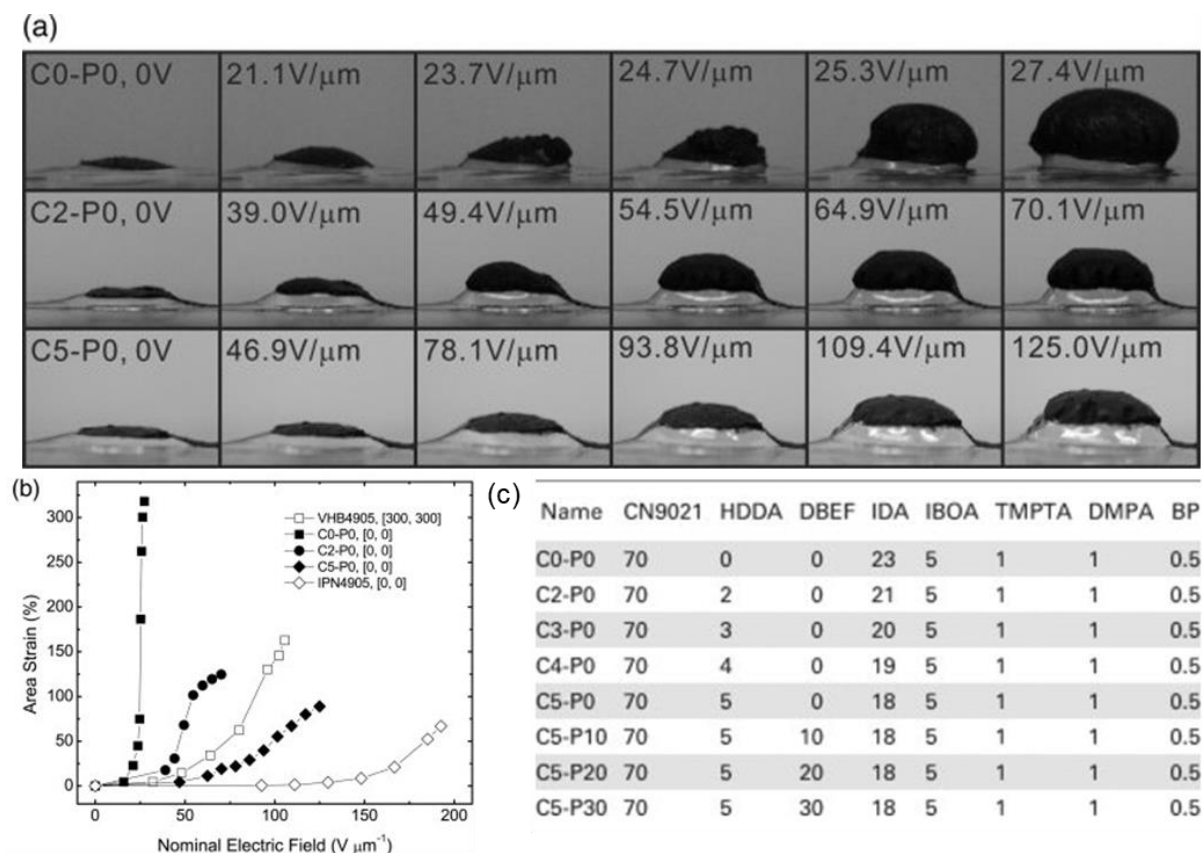 (a)
C0-P0, 0V 21.1V/μm 23.7V/μm 24.7V/μm 25.3V/μm 27.4V/μm
C2-P0, 0V 39.0V/μm 49.4V/μm 54.5V/μm 64.9V/μm 70.1V/μm
C5-P0, 0V 46.9V/μm 78.1V/μm 93.8V/μm 109.4V/μm 125.0V/μm
(b)
300
250
200
150
100
50
0
Area Strain (%)
VHB4905, [300, 300]
C0-P0, [0, 0]
C2-P0, [0, 0]
C5-P0, [0, 0]
IPN4905, [0, 0]
0 50 100 150 200
Nominal Electric Field (V μm⁻¹)
(c)
Name CN9021 HDDA DBEF IDA IBOA TMPTA DMPA BP
C0-P0 70 0 0 23 5 1 1 0.5
C2-P0 70 2 0 21 5 1 1 0.5
C3-P0 70 3 0 20 5 1 1 0.5
C4-P0 70 4 0 19 5 1 1 0.5
C5-P0 70 5 0 18 5 1 1 0.5
C5-P10 70 5 10 18 5 1 1 0.5
C5-P20 70 5 20 18 5 1 1 0.5
C5-P30 70 5 30 18 5 1 1 0.5